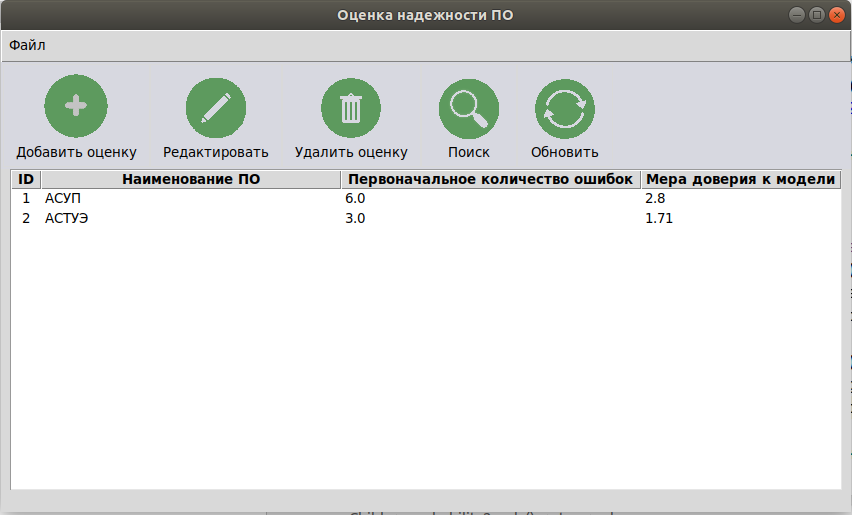 Оценка надежности ПО
Файл
Добавить оценку Редактировать Удалить оценку Поиск Обновить
ID Наименование ПО Первоначальное количество ошибок Мера доверия к модели
1 АСУП 6.0 2.8
2 АСТУЭ 3.0 1.71